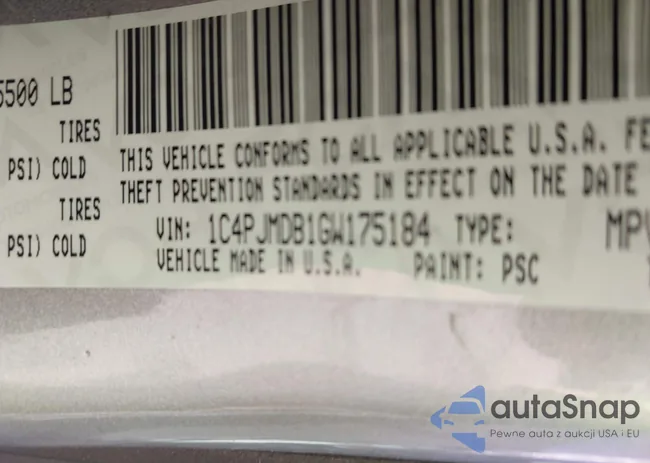 5500 LB
TIRES
PSI) COLD
TIRES
PSI) COLD
THIS VEHICLE CONFORMS TO ALL APPLICABLE U.S.A. FE
THEFT PREVENTION STANDARDS IN EFFECT ON THE DATE
VIN: 1C4PJMDB1GW175184 TYPE: MPV
VEHICLE MADE IN U.S.A. PAINT: PSC
autaSnap
Pewne auta z aukcji USA i EU